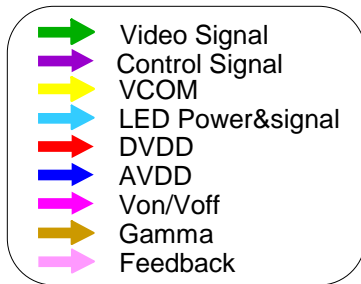 Video Signal
Control Signal
VCOM
LED Power&signal
DVDD
AVDD
Von/Voff
Gamma
Feedback